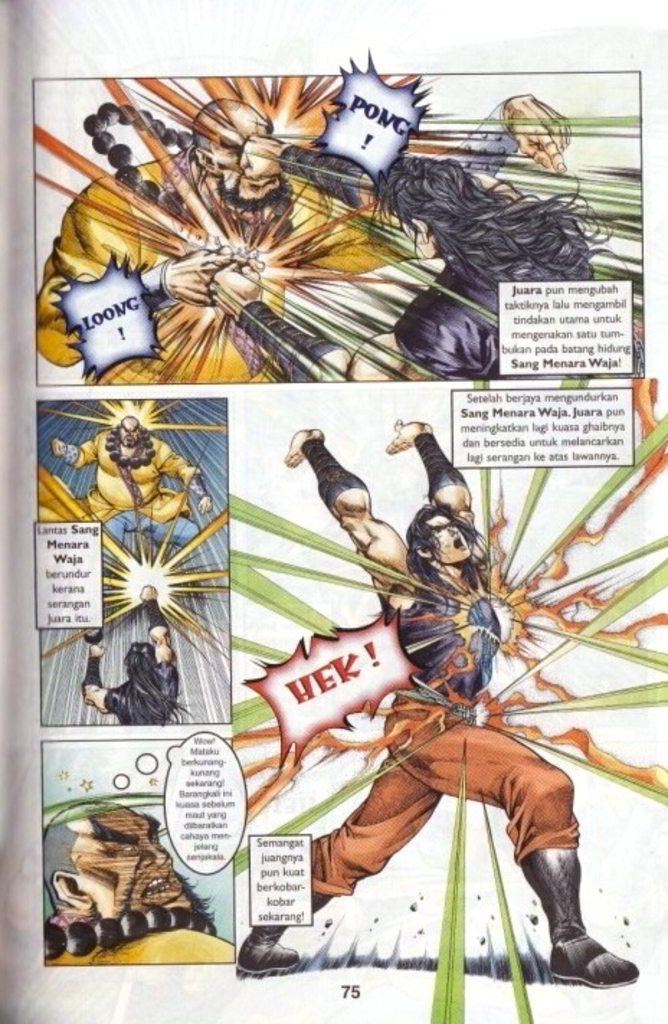 PONG
!
LOONG
!
Juara pun mengubah
taktiknya lalu mengambil
tindakan utama untuk
mengenakan satu tum-
bukan pada batang hidung
Sang Menara Waja!
Lantas Sang
Menara
Waja
berundur
kerana
serangan
Juara itu.
Setelah berjaya mengundurkan
Sang Menara Waja, Juara pun
meningkatkan lagi kuasa ghaibnya
dan bersedia untuk melancarkan
lagi serangan ke atas lawannya.
HEK!
Wow!
Mataku
berkunang-
kunang
sekarang!
Barangkali ini
kuasa sebelum
maut yang
diibaratkan
cahaya men-
jelang
senjakala.
Semangat
juangnya
pun kuat
berkobar-
kobar
sekarang!
75